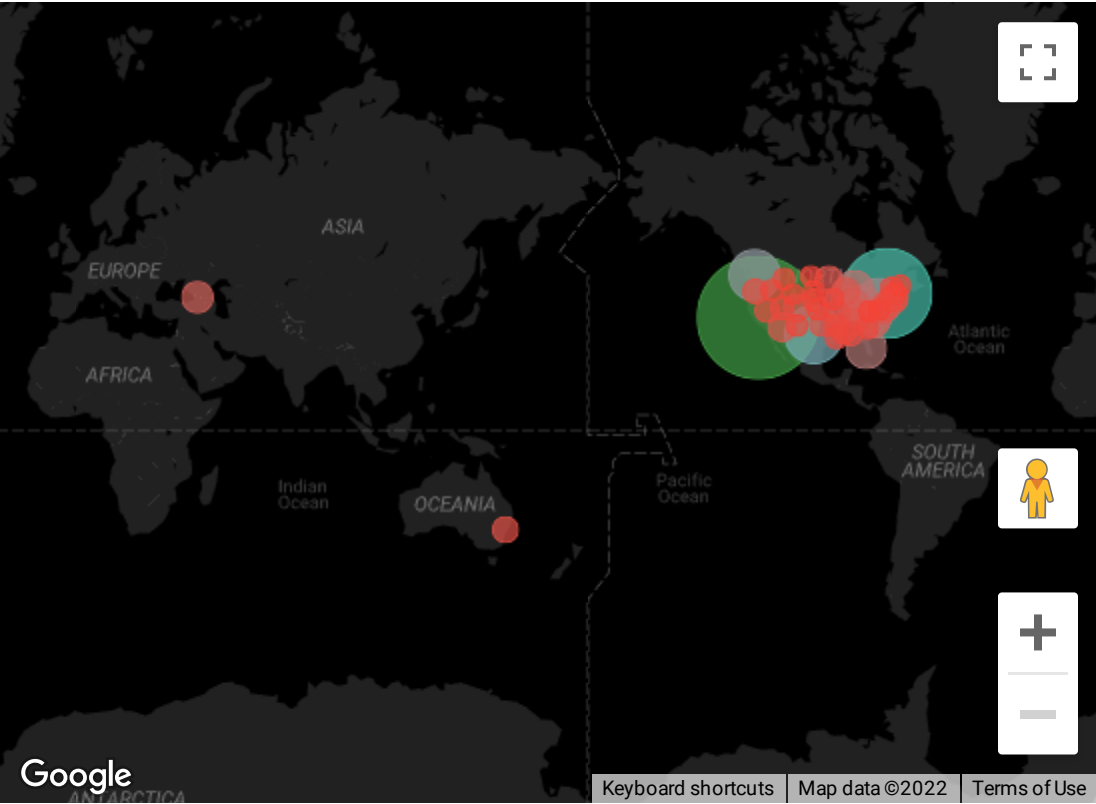 ASIA
EUROPE
Atlantic
Ocean
AFRICA
SOUTH
AMERICA
Indian
Ocean
OCEANIA
Pacific
Ocean
Google
Keyboard shortcuts
Map data ©2022
Terms of Use
ANTARCTICA